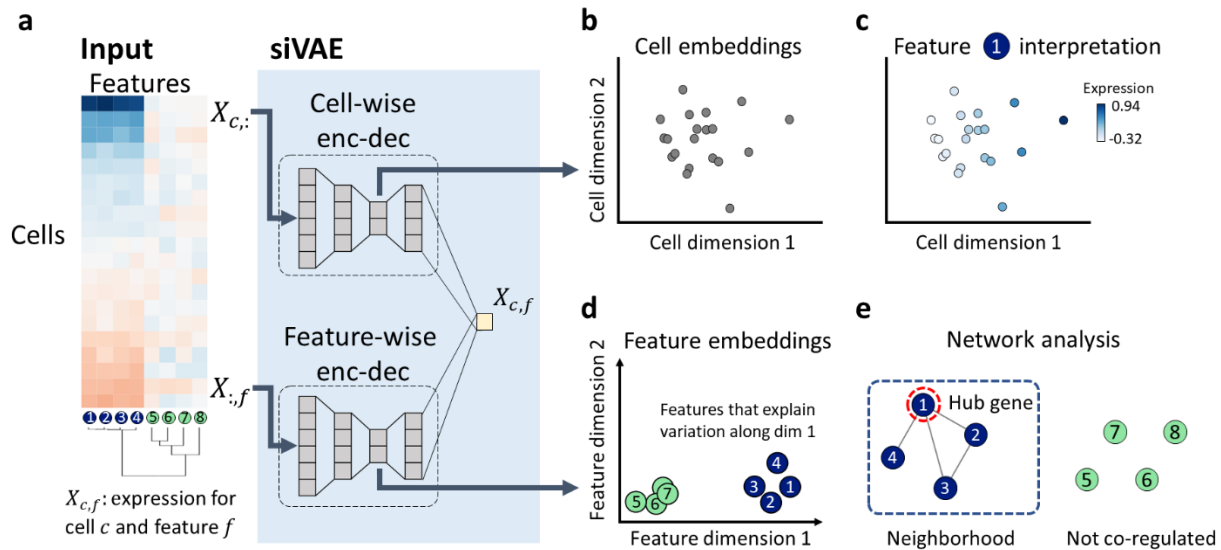 a
Input
Features
Cells
1 2 3 4 5 6 7 8
X_{c,f}: expression for
cell c and feature f
siVAE
X_{c,:}
Cell-wise
enc-dec
X_{c,f}
Feature-wise
enc-dec
X_{:,f}
b
Cell embeddings
Cell dimension 2
Cell dimension 1
c
Feature 1 interpretation
Expression
0.94
-0.32
Cell dimension 1
d
Feature embeddings
Feature dimension 2
Features that explain
variation along dim 1
4
3 1
2
5 6 7
Feature dimension 1
e
Network analysis
1 Hub gene
2
4
3
Neighborhood
7 8
5 6
Not co-regulated